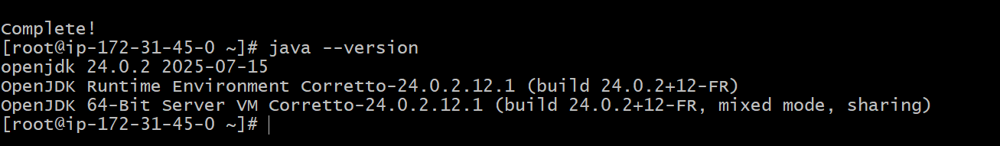 Complete!
[root@ip-172-31-45-0 ~]# java --version
openjdk 24.0.2 2025-07-15
OpenJDK Runtime Environment Corretto-24.0.2.12.1 (build 24.0.2+12-FR)
OpenJDK 64-Bit Server VM Corretto-24.0.2.12.1 (build 24.0.2+12-FR, mixed mode, sharing)
[root@ip-172-31-45-0 ~]#